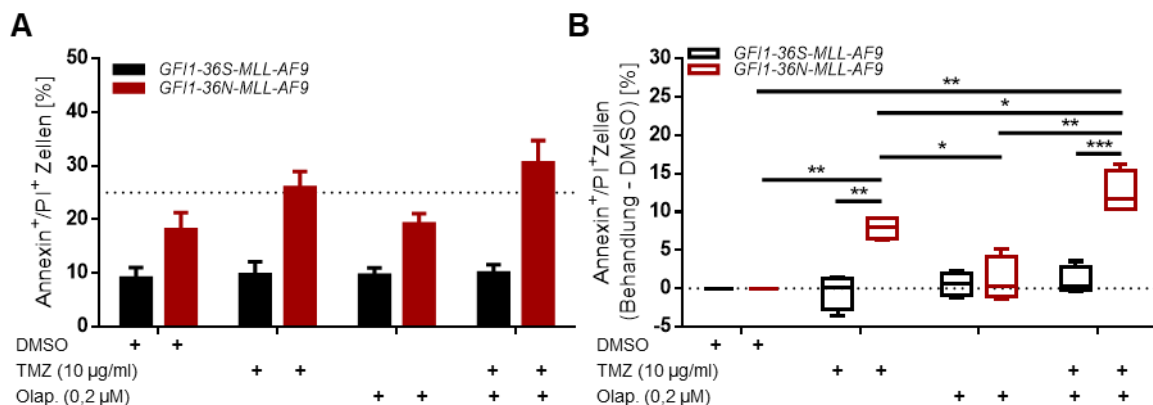 A
Annexin⁺/PI⁺ Zellen [%]
50
40
30
20
10
0
GFI1-36S-MLL-AF9
GFI1-36N-MLL-AF9
DMSO + +
TMZ (10 µg/ml) + + + +
Olap. (0,2 µM) + + + +
B
Annexin⁺/PI⁺ Zellen
(Behandlung - DMSO) [%]
30
25
20
15
10
5
0
-5
GFI1-36S-MLL-AF9
GFI1-36N-MLL-AF9
**
*
**
*
***
**
**
DMSO + +
TMZ (10 µg/ml) + + + +
Olap. (0,2 µM) + + + +